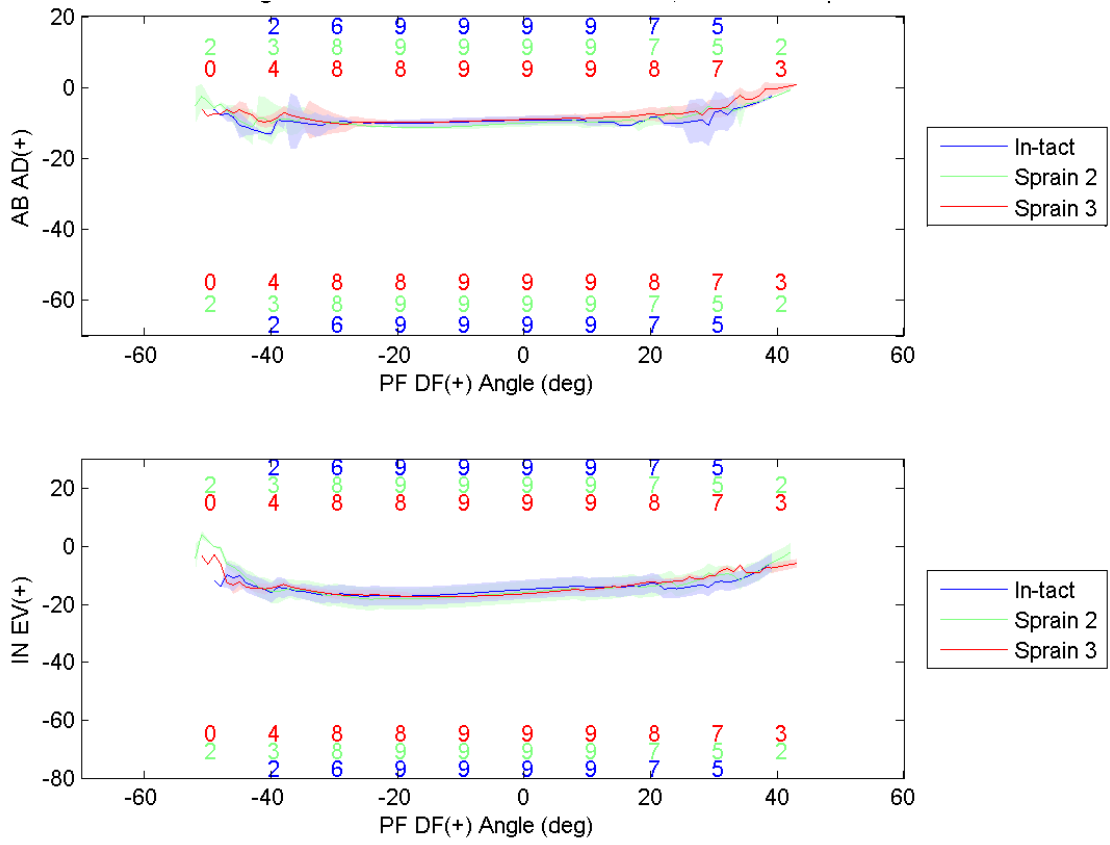 20
2 6 9 9 9 9 9 7 5
2 3 8 9 9 9 9 7 5 2
0 4 8 8 9 9 9 8 7 3
0
-20
AB AD(+)
-40
0 4 8 8 9 9 9 8 7 3
-60
2 3 8 9 9 9 9 7 5 2
2 6 9 9 9 9 9 7 5
-60 -40 -20 0 20 40 60
PF DF(+) Angle (deg)
In-tact
Sprain 2
Sprain 3
2 6 9 9 9 9 9 7 5
20
2 3 8 9 9 9 9 7 5 2
0 4 8 8 9 9 9 8 7 3
0
-20
IN EV(+)
-40
-60
0 4 8 8 9 9 9 8 7 3
2 3 8 9 9 9 9 7 5 2
2 6 9 9 9 9 9 7 5
-80
-60 -40 -20 0 20 40 60
PF DF(+) Angle (deg)
In-tact
Sprain 2
Sprain 3